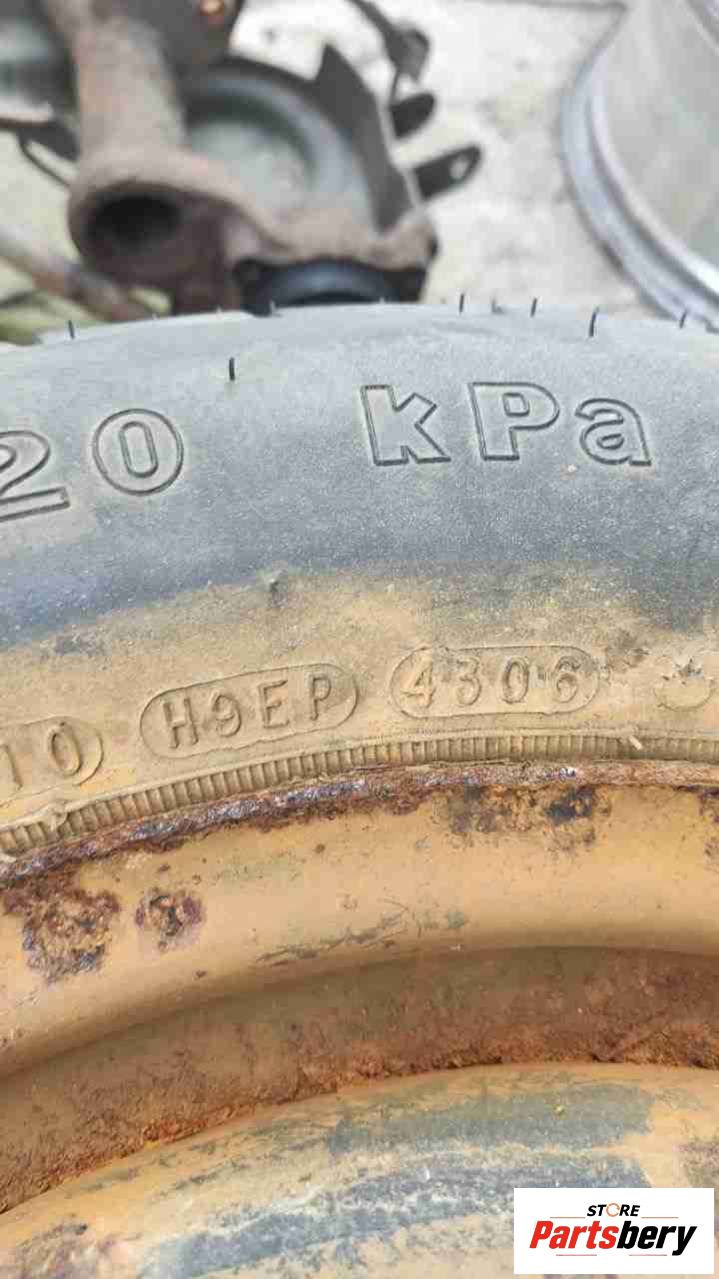 20 kPa
10 H9EP 4306
STORE
Partsbery